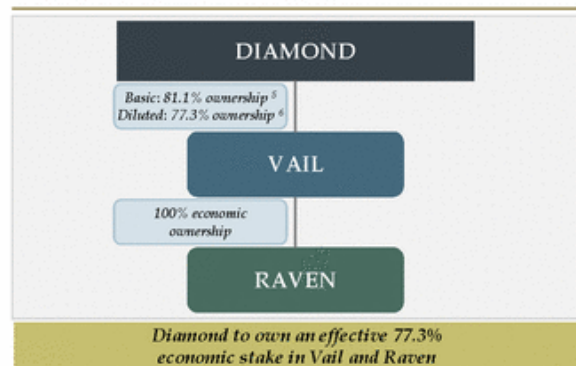 DIAMOND
Basic: 81.1% ownership 5
Diluted: 77.3% ownership 6
VAIL
100% economic
ownership
RAVEN
Diamond to own an effective 77.3%
economic stake in Vail and Raven